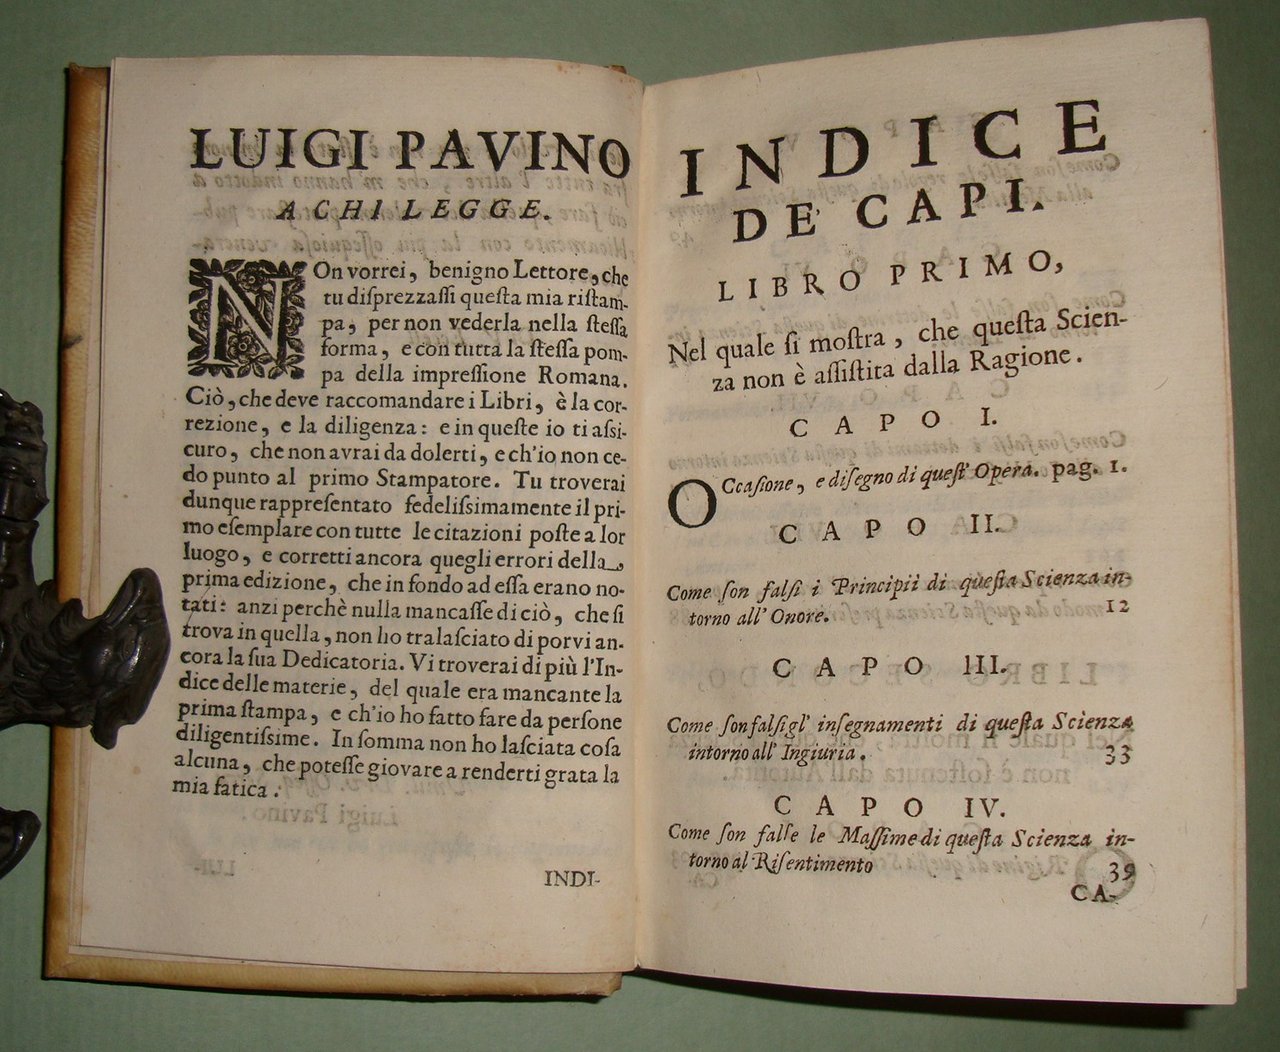 LUIGI PAVINO
A CHI LEGGE.
NOn vorrei, benigno Lettore, che
tu disprezzassi questa mia ristam-
pa, per non vederla nella stessa
forma, e con tutta la stessa pom-
pa della impressione Romana.
Ciò, che deve raccomandare i Libri, è la cor-
rezione, e la diligenza: e in queste io ti assi-
curo, che non avrai da dolerti, e ch'io non ce-
do punto al primo Stampatore. Tu troverai
dunque rappresentato fedelissimamente il pri-
mo esemplare con tutte le citazioni poste a lor
luogo, e corretti ancora quegli errori della,
prima edizione, che in fondo ad essa erano no-
tati: anzi perchè nulla mancasse di ciò, che si
trova in quella, non ho tralasciato di porvi an-
cora la sua Dedicatoria. Vi troverai di più l'In-
dice delle materie, del quale era mancante la
prima stampa, e ch'io ho fatto fare da persone
diligentissime. In somma non ho lasciata cosa
alcuna, che potesse giovare a renderti grata la
mia fatica.
INDI-
INDICE
DE' CAPI.
LIBRO PRIMO,
Nel quale si mostra, che questa Scien-
za non è assistita dalla Ragione.
CAPO I.
OCcasione, e disegno di quest' Opera. pag. 1.
CAPO II.
Come son falsi i Principii di questa Scienza in-
torno all' Onore. 12
CAPO III.
Come son falsi gl' insegnamenti di questa Scienza
intorno all' Ingiuria. 33
CAPO IV.
Come son false le Massime di questa Scienza in-
torno al Risentimento 39
CA-